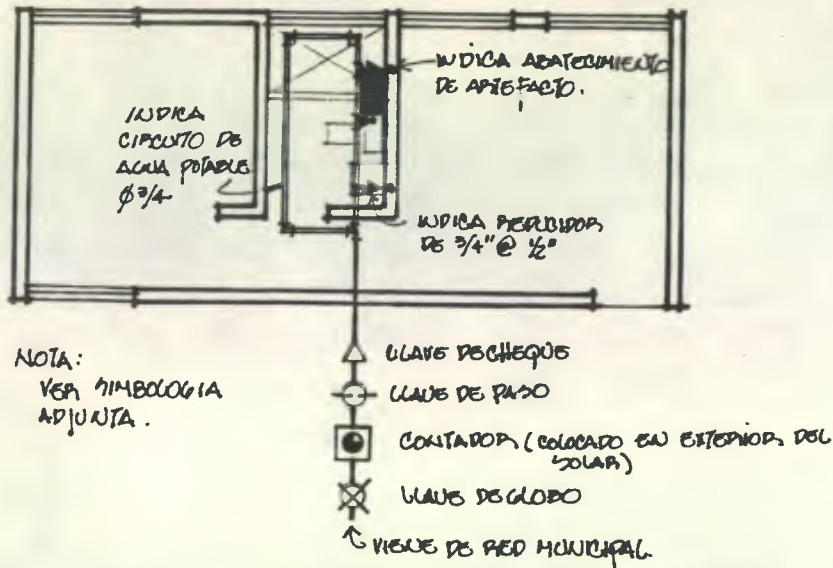 INDICA ABATECIMIENTO
DE ARTEFACTO.
INDICA
CIRCUITO DE
AGUA POTABLE
Ø 3/4
INDICA REDUCIDOR
DE 3/4" @ 1/2"
NOTA:
VER SIMBOLOGIA
ADJUNTA.
LLAVE DE CHEQUE
LLAVE DE PASO
CONTADOR (COLOCADO EN EXTERIOR DEL
SOLAR)
LLAVE DE GLOBO
VIENE DE RED MUNICIPAL.